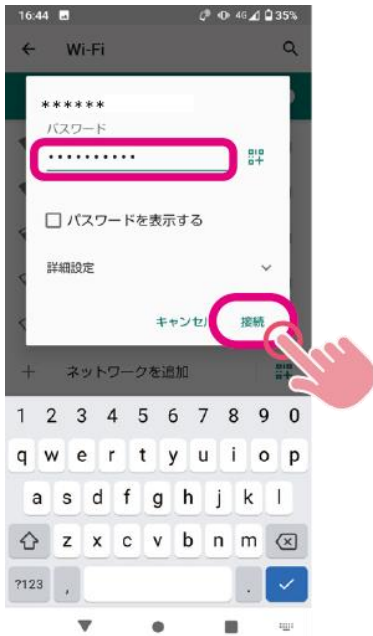 16:44 4G 35%
Wi-Fi
******
パスワード
••••••••••
パスワードを表示する
詳細設定
キャンセル 接続
+ ネットワークを追加
1 2 3 4 5 6 7 8 9 0
q w e r t y u i o p
a s d f g h j k l
z x c v b n m
?123 , .